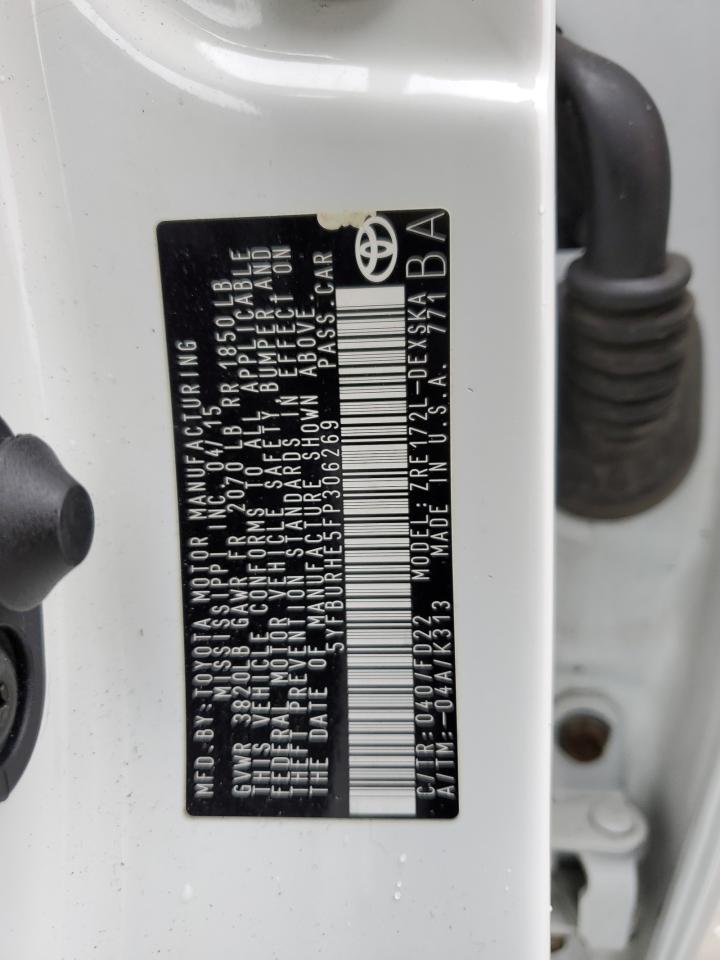 MFD.BY:TOYOTA MOTOR MANUFACTURING
MISSISSIPPI INC. 04/15
GVWR 3820LB GAWR FR 2070 LB RR 1850 LB
THIS VEHICLE CONFORMS TO ALL APPLICABLE
FEDERAL MOTOR VEHICLE SAFETY, BUMPER AND
THEFT PREVENTION STANDARDS IN EFFECT ON
THE DATE OF MANUFACTURE SHOWN ABOVE.
5YFBURHE5FP306269 PASS.CAR
C/TR: 040/FD22 MODEL: ZRE172L-DEXSKA
A/TM:-04A/K313 MADE IN U.S.A. 771 BA